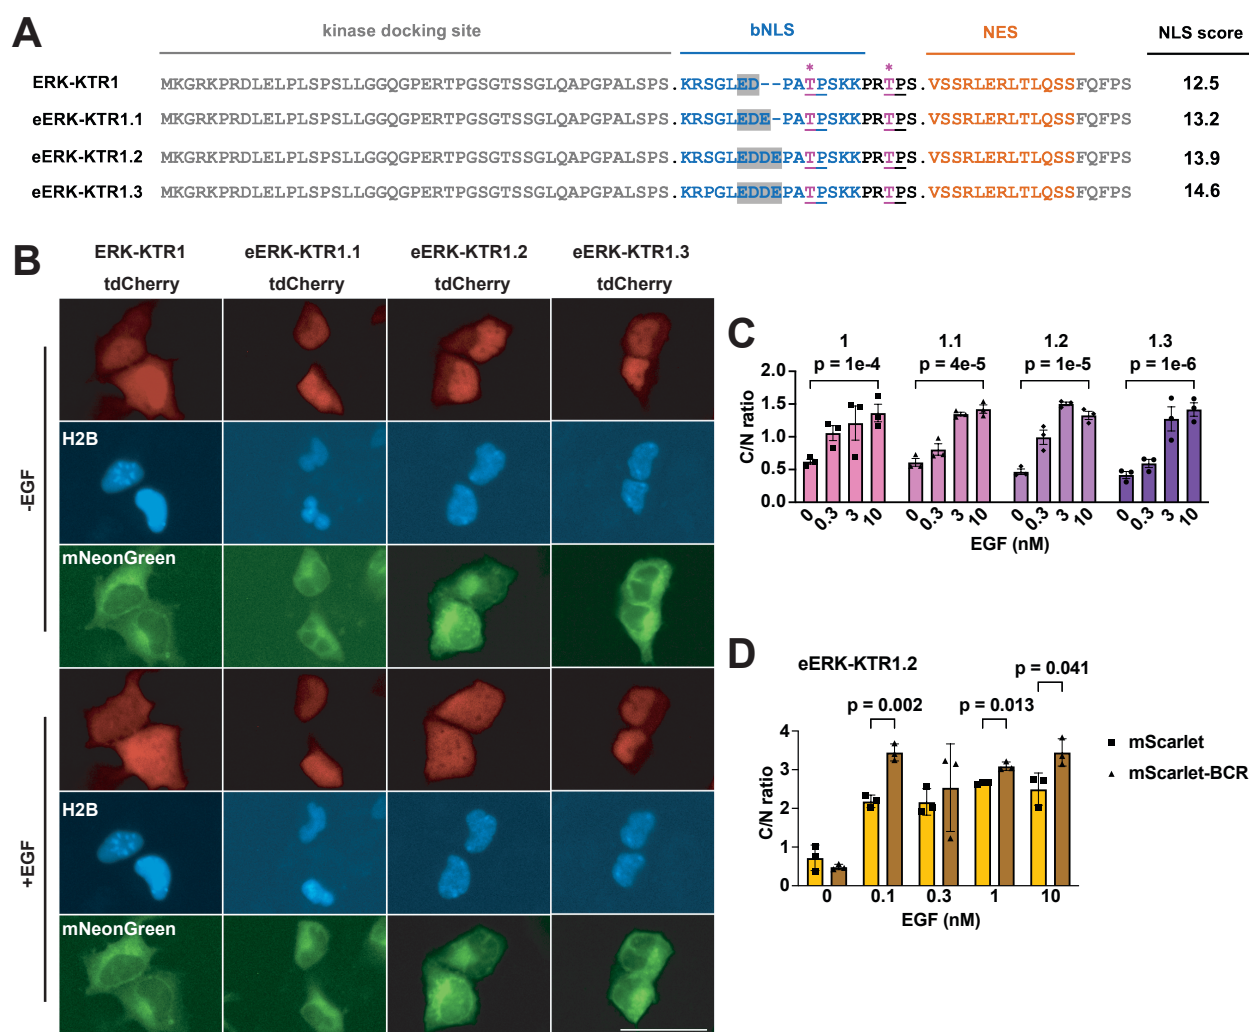 A
kinase docking site bNLS NES NLS score
* *
ERK-KTR1 MKGRKPRDLELPLSPSLLGGQGPERTPGSGTSSGLQAPGPALSPS.KRSGLED--PATPSKKPRTPS.VSSRLERLTLQSSFQFPS 12.5
eERK-KTR1.1 MKGRKPRDLELPLSPSLLGGQGPERTPGSGTSSGLQAPGPALSPS.KRSGLEDE-PATPSKKPRTPS.VSSRLERLTLQSSFQFPS 13.2
eERK-KTR1.2 MKGRKPRDLELPLSPSLLGGQGPERTPGSGTSSGLQAPGPALSPS.KRSGLEDDEPATPSKKPRTPS.VSSRLERLTLQSSFQFPS 13.9
eERK-KTR1.3 MKGRKPRDLELPLSPSLLGGQGPERTPGSGTSSGLQAPGPALSPS.KRPGLEDDEPATPSKKPRTPS.VSSRLERLTLQSSFQFPS 14.6
B
ERK-KTR1 eERK-KTR1.1 eERK-KTR1.2 eERK-KTR1.3
tdCherry tdCherry tdCherry tdCherry
-EGF
H2B
mNeonGreen
+EGF
H2B
mNeonGreen
C
1 1.1 1.2 1.3
p = 1e-4 p = 4e-5 p = 1e-5 p = 1e-6
C/N ratio
2.0
1.5
1.0
0.5
0.0
0 0.3 3 10 0 0.3 3 10 0 0.3 3 10 0 0.3 3 10
EGF (nM)
D
eERK-KTR1.2
p = 0.002 p = 0.013 p = 0.041
C/N ratio
4
3
2
1
0
0 0.1 0.3 1 10
EGF (nM)
mScarlet
mScarlet-BCR